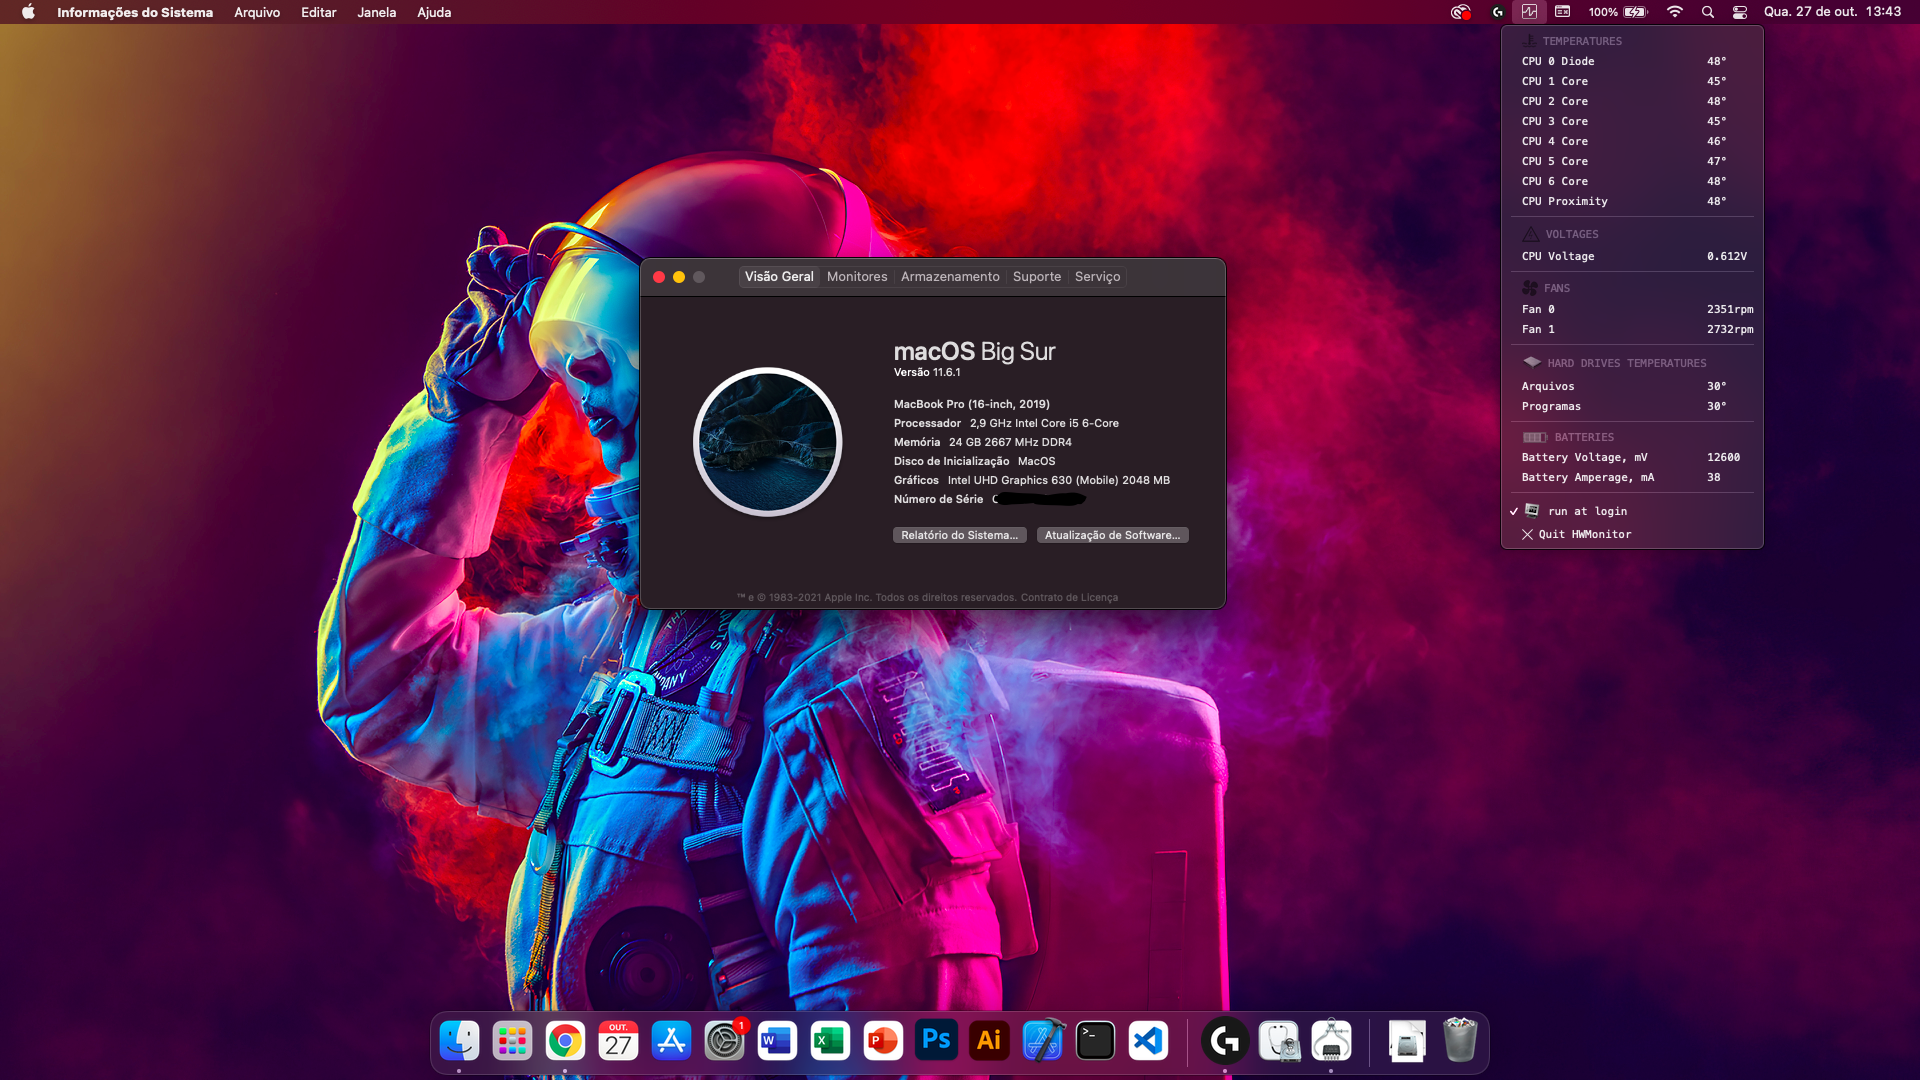 Informações do Sistema Arquivo Editar Janela Ajuda
100% Qua. 27 de out. 13:43
TEMPERATURES
CPU 0 Diode 48°
CPU 1 Core 45°
CPU 2 Core 48°
CPU 3 Core 45°
CPU 4 Core 46°
CPU 5 Core 47°
CPU 6 Core 48°
CPU Proximity 48°
VOLTAGES
CPU Voltage 0.612V
FANS
Fan 0 2351rpm
Fan 1 2732rpm
HARD DRIVES TEMPERATURES
Arquivos 30°
Programas 30°
BATTERIES
Battery Voltage, mV 12600
Battery Amperage, mA 38
run at login
Quit HWMonitor
Visão Geral Monitores Armazenamento Suporte Serviço
macOS Big Sur
Versão 11.6.1
MacBook Pro (16-inch, 2019)
Processador 2,9 GHz Intel Core i5 6-Core
Memória 24 GB 2667 MHz DDR4
Disco de Inicialização MacOS
Gráficos Intel UHD Graphics 630 (Mobile) 2048 MB
Número de Série C
Relatório do Sistema... Atualização de Software...
™ e © 1983-2021 Apple Inc. Todos os direitos reservados. Contrato de Licença
OUT.
27
1
W
X
P
Ps
Ai
>_